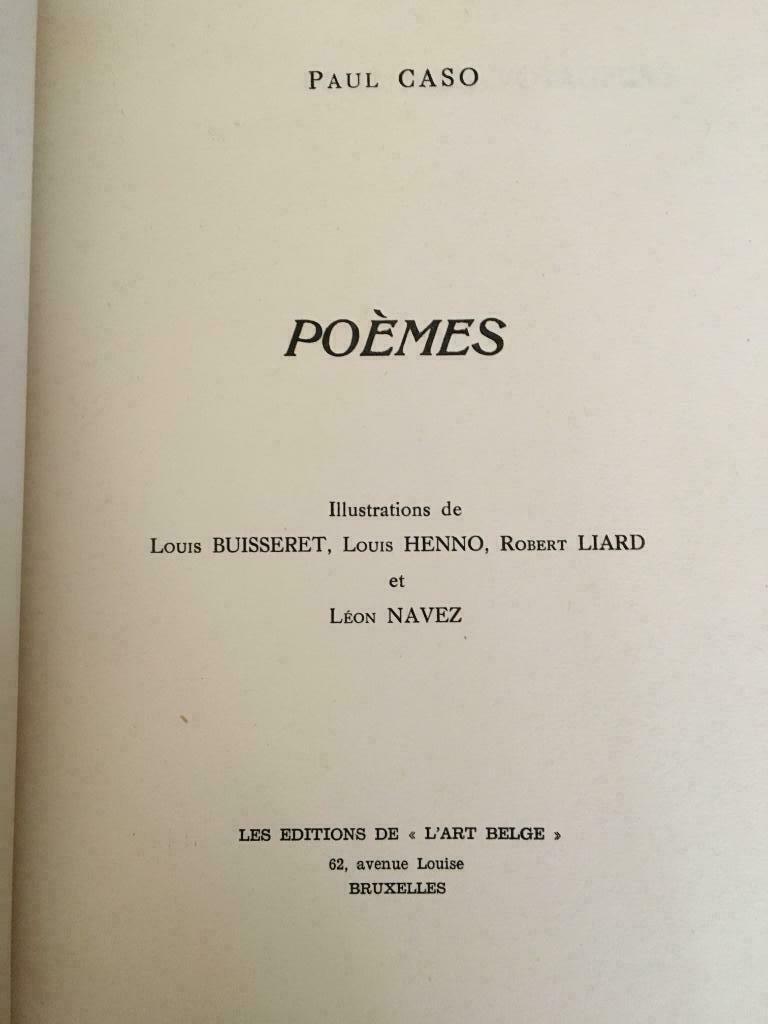 PAUL CASO
POÈMES
Illustrations de
LOUIS BUISSERET, LOUIS HENNO, ROBERT LIARD
et
LÉON NAVEZ
LES EDITIONS DE « L'ART BELGE »
62, avenue Louise
BRUXELLES